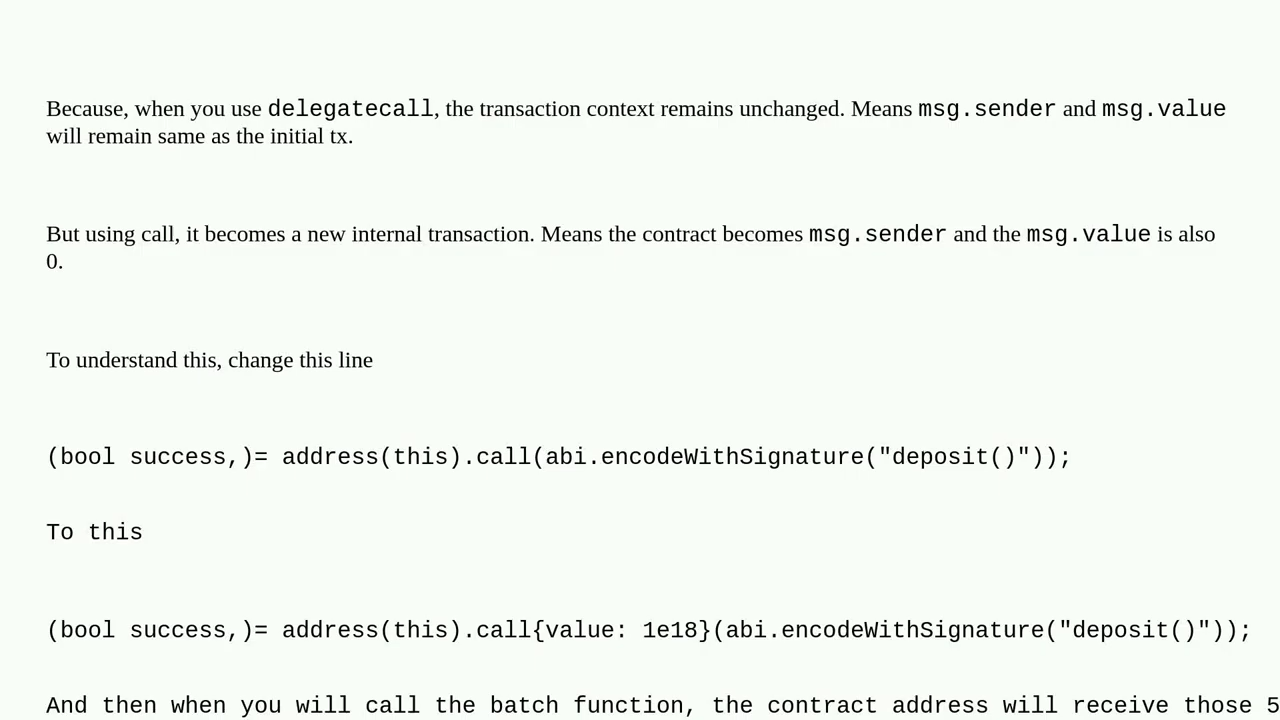 Because, when you use delegatecall, the transaction context remains unchanged. Means msg.sender and msg.value
will remain same as the initial tx.
But using call, it becomes a new internal transaction. Means the contract becomes msg.sender and the msg.value is also
0.
To understand this, change this line
(bool success,)= address(this).call(abi.encodeWithSignature("deposit()"));
To this
(bool success,)= address(this).call{value: 1e18}(abi.encodeWithSignature("deposit()"));
And then when you will call the batch function, the contract address will receive those 5